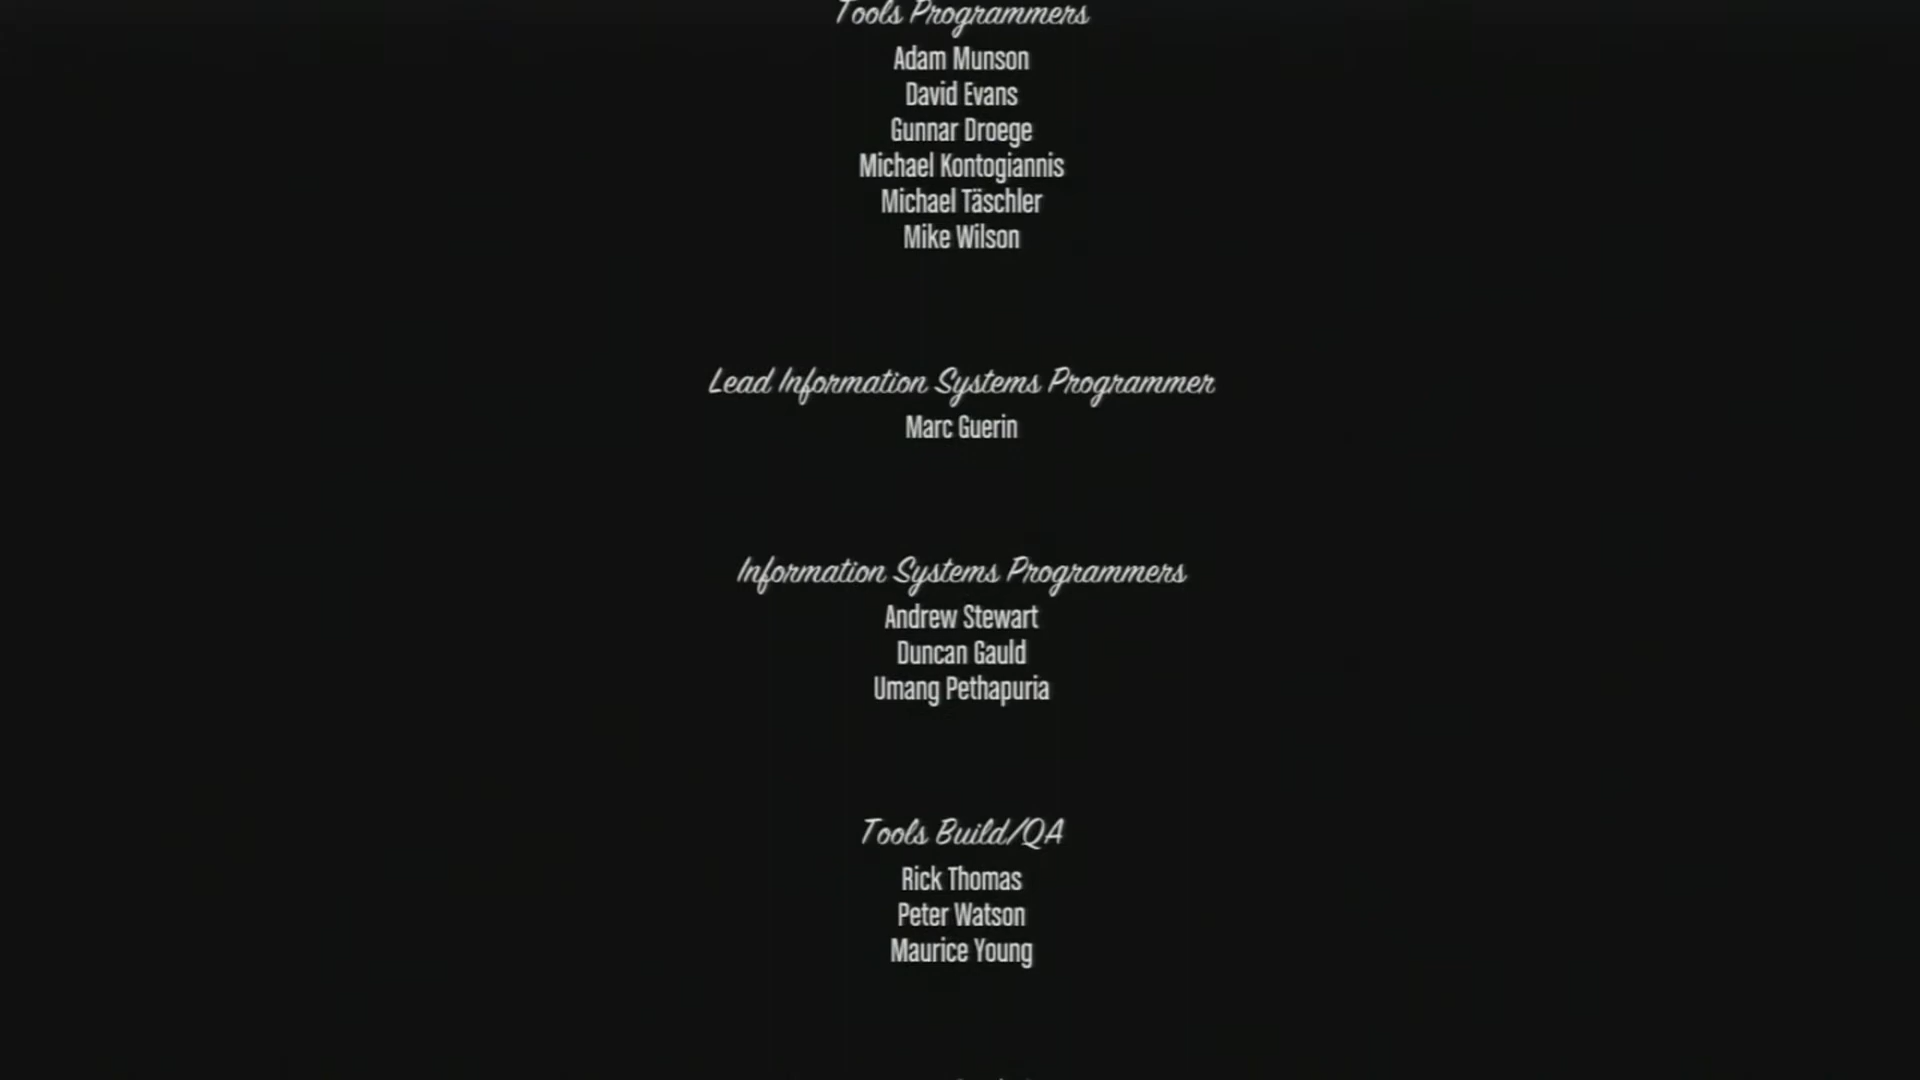 Tools Programmers
Adam Munson
David Evans
Gunnar Droege
Michael Kontogiannis
Michael Täschler
Mike Wilson
Lead Information Systems Programmer
Marc Guerin
Information Systems Programmers
Andrew Stewart
Duncan Gauld
Umang Pethapuria
Tools Build/QA
Rick Thomas
Peter Watson
Maurice Young